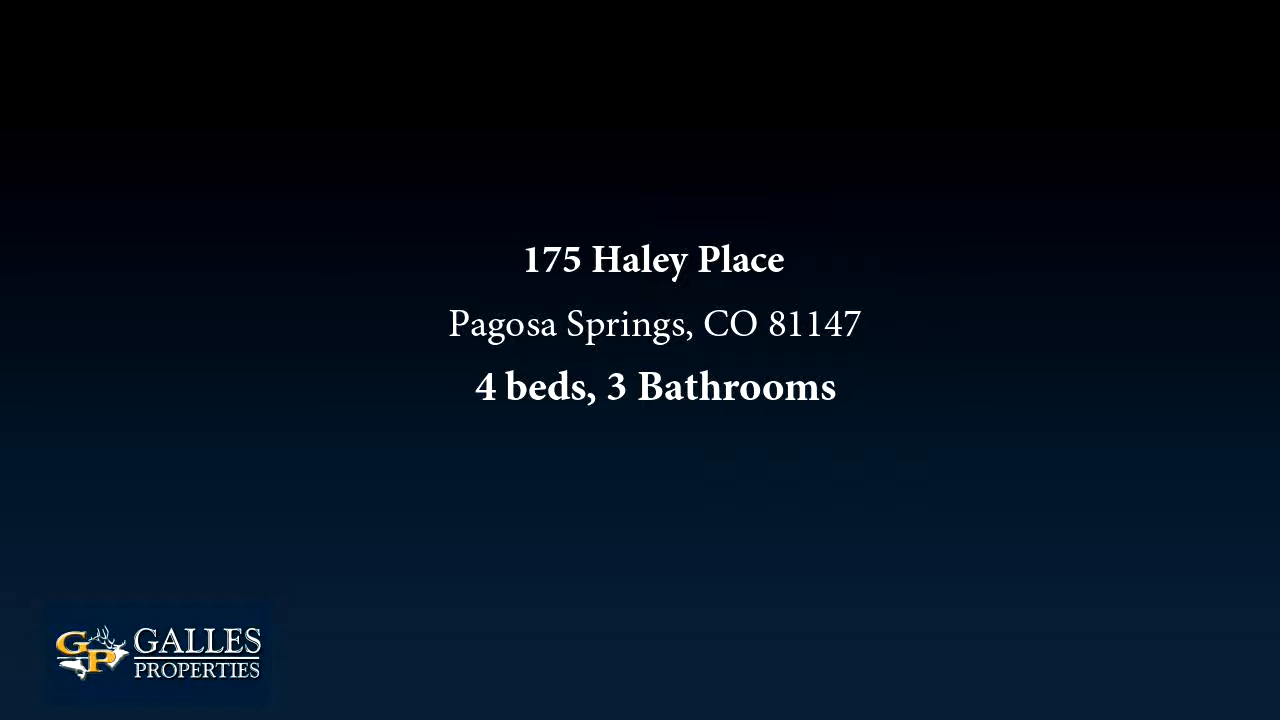 175 Haley Place
Pagosa Springs, CO 81147
4 beds, 3 Bathrooms
GP GALLES
PROPERTIES